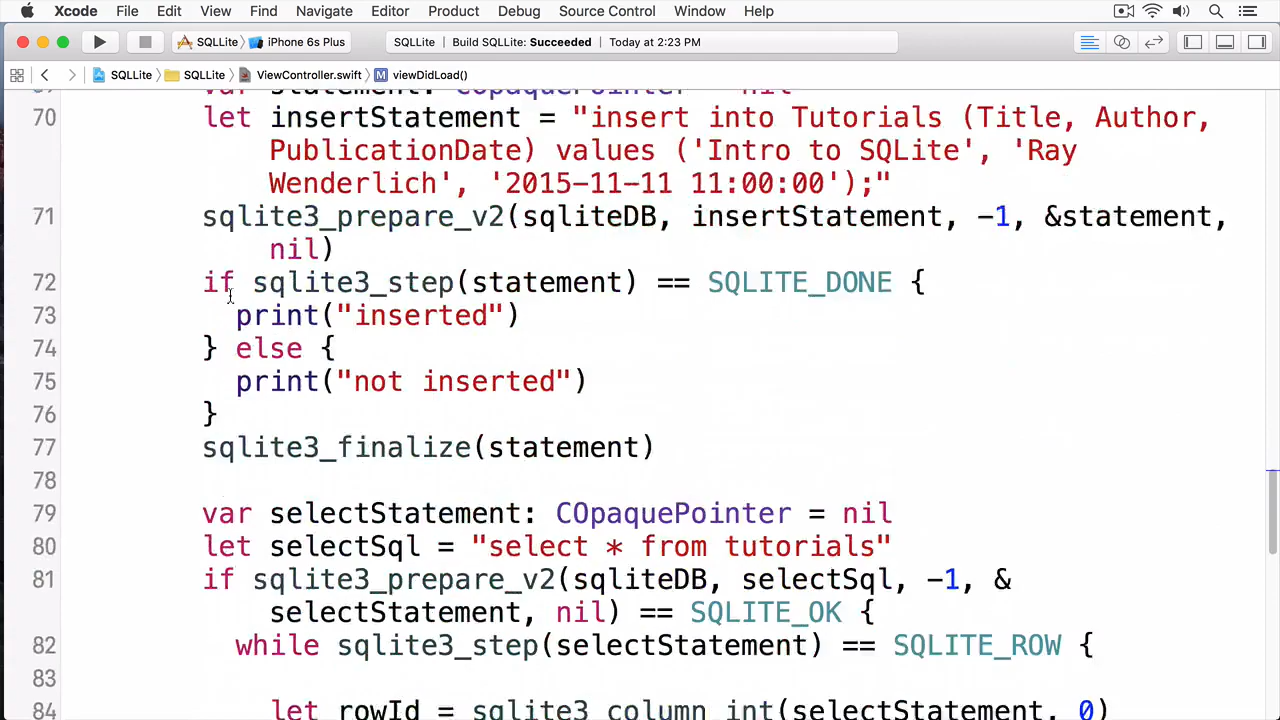 Xcode File Edit View Find Navigate Editor Product Debug Source Control Window Help
SQLLite iPhone 6s Plus SQLLite | Build SQLLite: Succeeded | Today at 2:23 PM
SQLLite SQLLite ViewController.swift M viewDidLoad()
69 var statement: COpaquePointer = nil
70 let insertStatement = "insert into Tutorials (Title, Author,
PublicationDate) values ('Intro to SQLite', 'Ray
Wenderlich', '2015-11-11 11:00:00');"
71 sqlite3_prepare_v2(sqliteDB, insertStatement, -1, &statement,
nil)
72 if sqlite3_step(statement) == SQLITE_DONE {
73 print("inserted")
74 } else {
75 print("not inserted")
76 }
77 sqlite3_finalize(statement)
78
79 var selectStatement: COpaquePointer = nil
80 let selectSql = "select * from tutorials"
81 if sqlite3_prepare_v2(sqliteDB, selectSql, -1, &
selectStatement, nil) == SQLITE_OK {
82 while sqlite3_step(selectStatement) == SQLITE_ROW {
83
84 let rowId = sqlite3_column_int(selectStatement, 0)